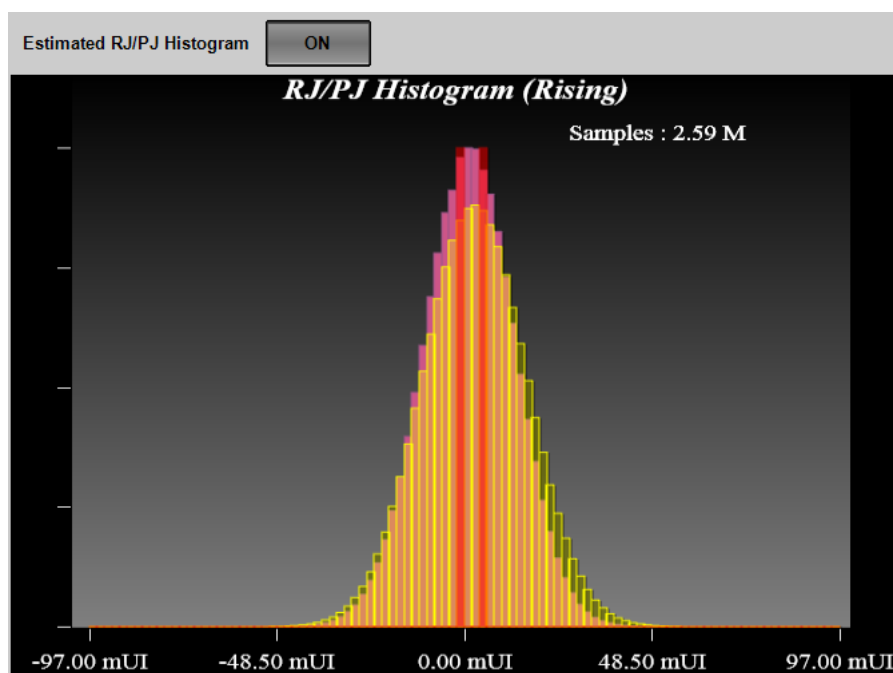 Estimated RJ/PJ Histogram ON
RJ/PJ Histogram (Rising)
Samples : 2.59 M
-97.00 mUI -48.50 mUI 0.00 mUI 48.50 mUI 97.00 mUI